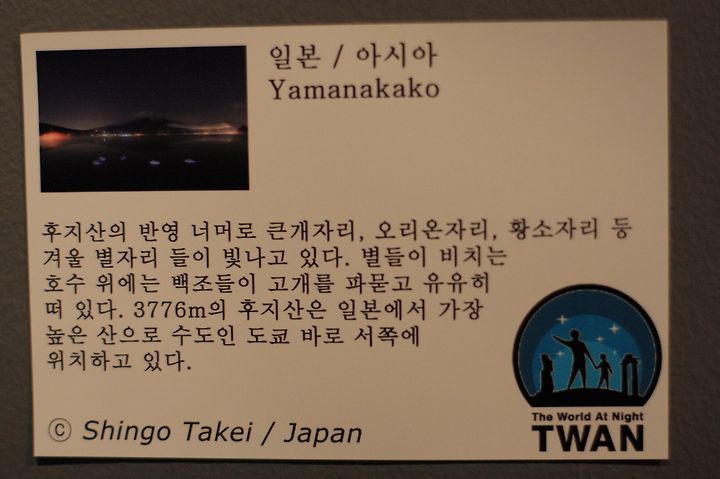 일본 / 아시아
Yamanakako
후지산의 반영 너머로 큰개자리, 오리온자리, 황소자리 등
겨울 별자리 들이 빛나고 있다. 별들이 비치는
호수 위에는 백조들이 고개를 파묻고 유유히
떠 있다. 3776m의 후지산은 일본에서 가장
높은 산으로 수도인 도쿄 바로 서쪽에
위치하고 있다.
ⓒ Shingo Takei / Japan
The World At Night
TWAN